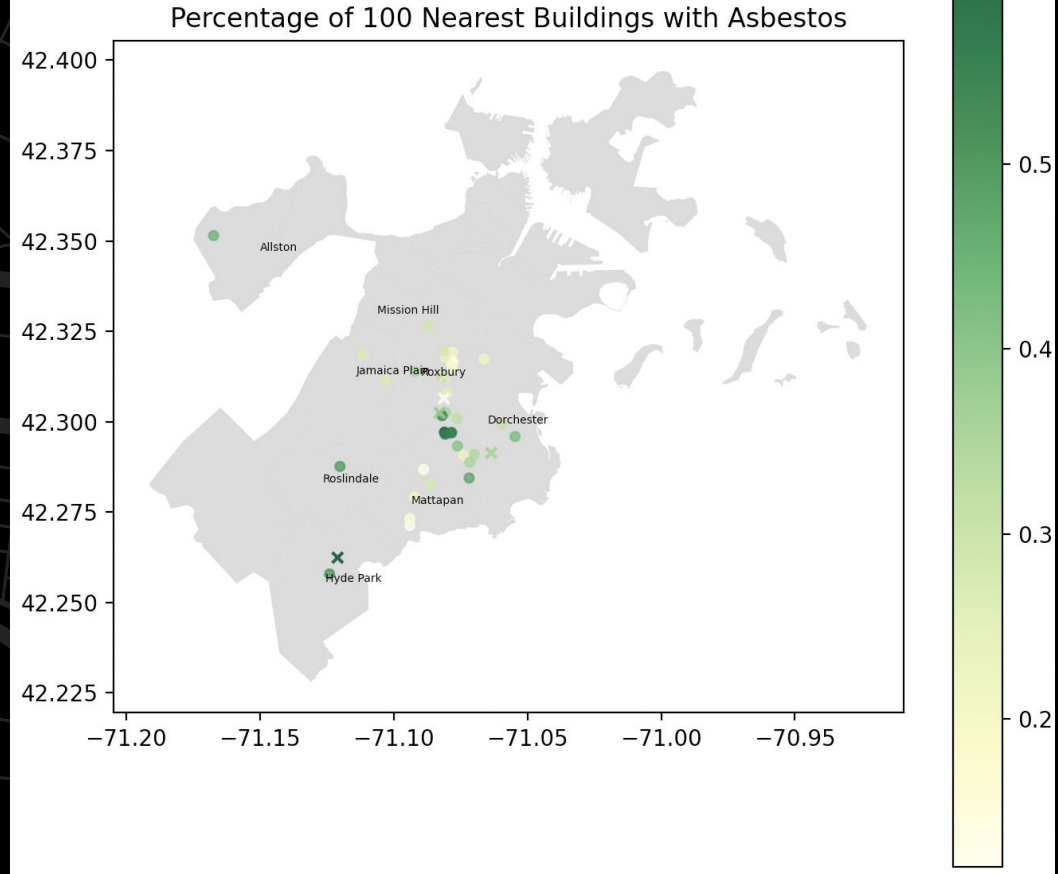 Percentage of 100 Nearest Buildings with Asbestos
42.400
42.375
42.350
42.325
42.300
42.275
42.250
42.225
Allston
Mission Hill
Jamaica Plain
Roxbury
Dorchester
Roslindale
Mattapan
Hyde Park
−71.20 −71.15 −71.10 −71.05 −71.00 −70.95
0.5
0.4
0.3
0.2